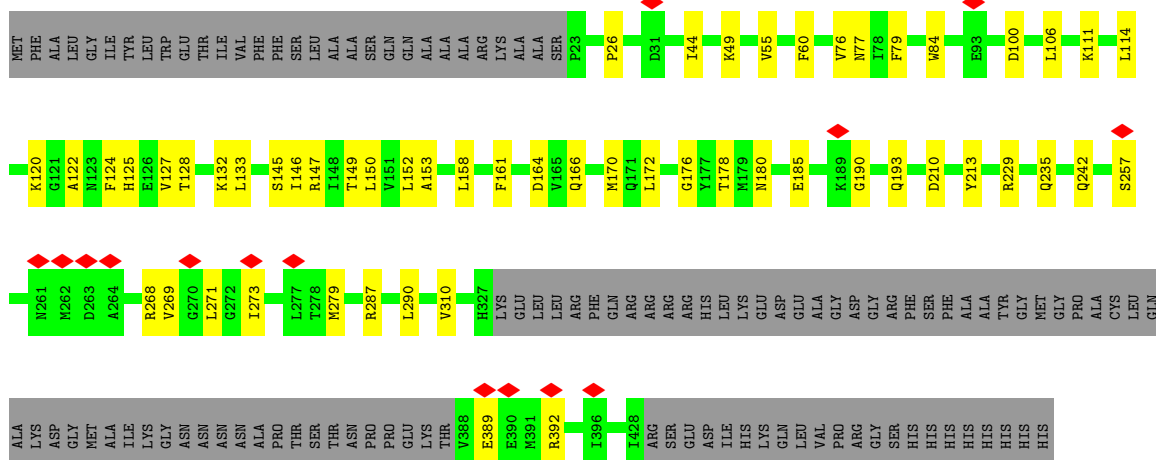 MET PHE ALA LEU GLY ILE TYR LEU TRP GLU THR ILE VAL PHE PHE SER LEU ALA ALA SER GLN GLN ALA ALA ALA ARG LYS ALA ALA SER P23 P26 D31 I44 K49 V55 F60 V76 N77 I78 F79 W84 E93 D100 L106 K111 L114
K120 G121 A122 N123 F124 H125 E126 V127 T128 K132 L133 S145 I146 R147 I148 T149 L150 V151 L152 A153 L158 F161 D164 V165 Q166 M170 Q171 L172 G176 Y177 T178 M179 N180 E185 K189 G190 Q193 D210 Y213 R229 Q235 Q242 S257
N261 M262 D263 A264 R268 V269 G270 L271 G272 I273 L277 T278 M279 R287 L290 V310 H327 LYS GLU LEU LEU ARG PHE GLN ARG ARG ARG ARG HIS LEU LYS GLU ASP GLU ALA GLY ASP GLY ARG PHE SER PHE ALA ALA TYR GLY MET GLY PRO ALA CYS LEU GLN
ALA LYS ASP GLY MET ALA ILE LYS GLY ASN ASN ASN ASN ALA PRO THR SER THR ASN PRO PRO GLU LYS THR V388 E389 E390 M391 R392 I396 I428 ARG SER GLU ASP ILE HIS LYS GLN LEU VAL PRO ARG GLY SER HIS HIS HIS HIS HIS HIS HIS HIS